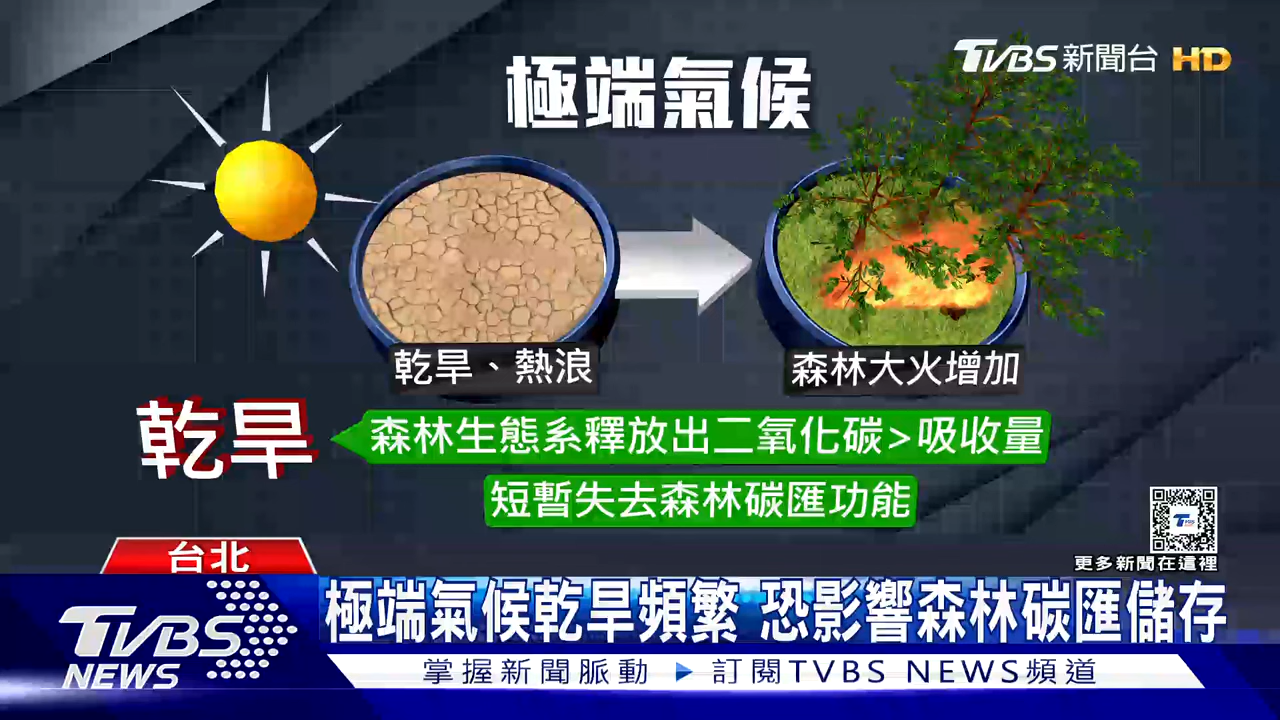 TVBS新聞台 HD
極端氣候
乾旱、熱浪
森林大火增加
乾旱
森林生態系釋放出二氧化碳>吸收量
短暫失去森林碳匯功能
更多新聞在這裡
台北
極端氣候乾旱頻繁 恐影響森林碳匯儲存
TVBS NEWS
掌握新聞脈動 ▶ 訂閱TVBS NEWS頻道